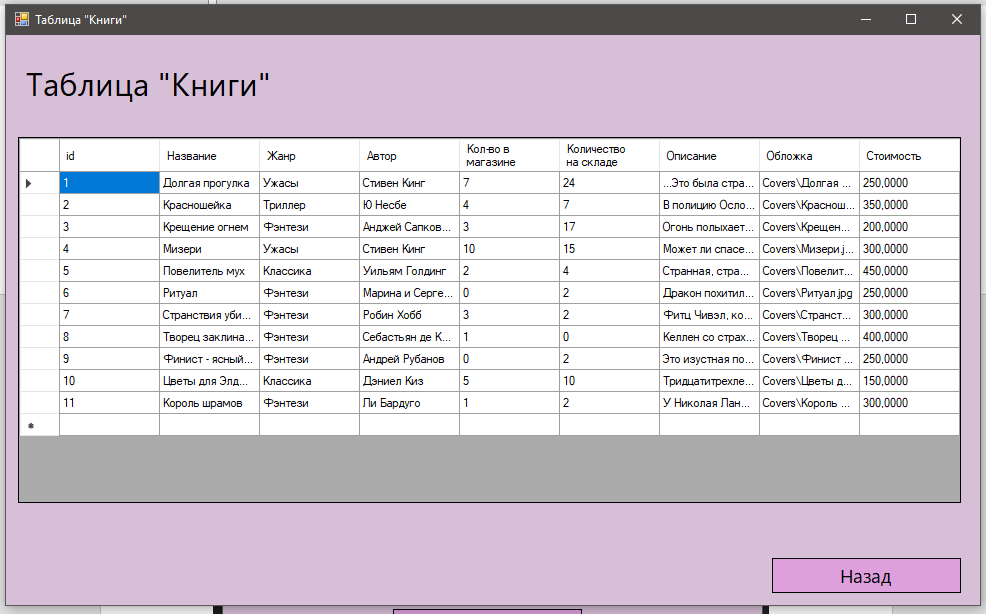 Таблица "Книги"
Таблица "Книги"
id Название Жанр Автор Кол-во в магазине Количество на складе Описание Обложка Стоимость
1 Долгая прогулка Ужасы Стивен Кинг 7 24 ...Это была стра... Covers\Долгая ... 250,0000
2 Красношейка Триллер Ю Несбе 4 7 В полицию Осло... Covers\Краснош... 350,0000
3 Крещение огнем Фэнтези Анджей Сапков... 3 17 Огонь полыхает... Covers\Крещен... 200,0000
4 Мизери Ужасы Стивен Кинг 10 15 Может ли спасе... Covers\Мизери.j... 300,0000
5 Повелитель мух Классика Уильям Голдинг 2 4 Странная, стра... Covers\Повелит... 450,0000
6 Ритуал Фэнтези Марина и Серге... 0 2 Дракон похитил... Covers\Ритуал.jpg 250,0000
7 Странствия уби... Фэнтези Робин Хобб 3 2 Фитц Чивэл, ко... Covers\Странст... 300,0000
8 Творец заклина... Фэнтези Себастьян де К... 1 0 Келлен со страх... Covers\Творец ... 400,0000
9 Финист - ясный... Фэнтези Андрей Рубанов 0 2 Это изустная по... Covers\Финист ... 250,0000
10 Цветы для Элд... Классика Дэниел Киз 5 10 Тридцатитрехле... Covers\Цветы д... 150,0000
11 Король шрамов Фэнтези Ли Бардуго 1 2 У Николая Лан... Covers\Король ... 300,0000
Назад